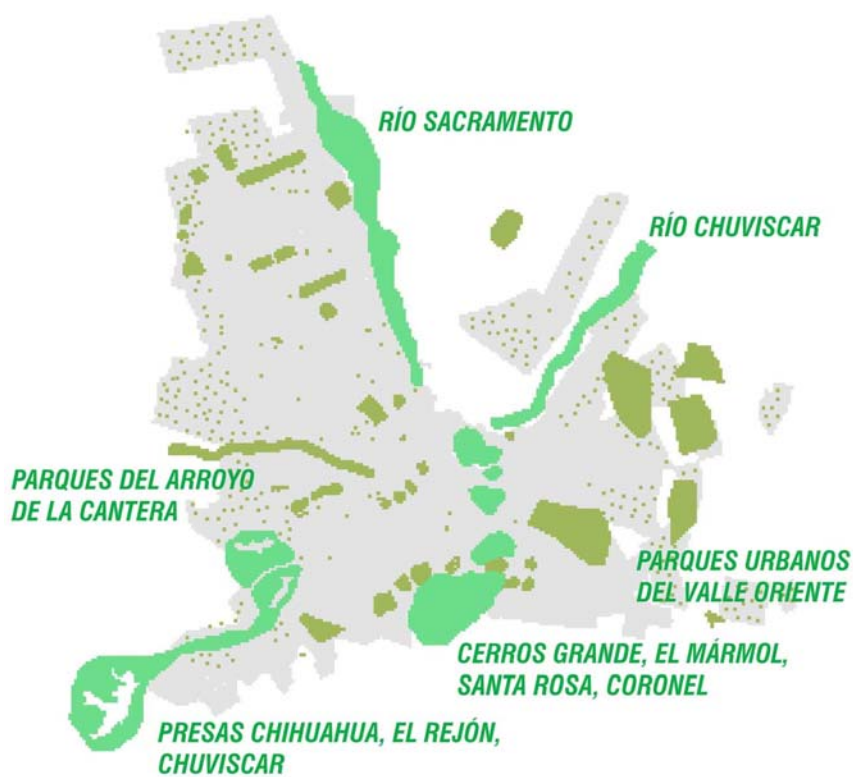 RÍO SACRAMENTO
RÍO CHUVISCAR
PARQUES DEL ARROYO
DE LA CANTERA
PARQUES URBANOS
DEL VALLE ORIENTE
CERROS GRANDE, EL MÁRMOL,
SANTA ROSA, CORONEL
PRESAS CHIHUAHUA, EL REJÓN,
CHUVISCAR